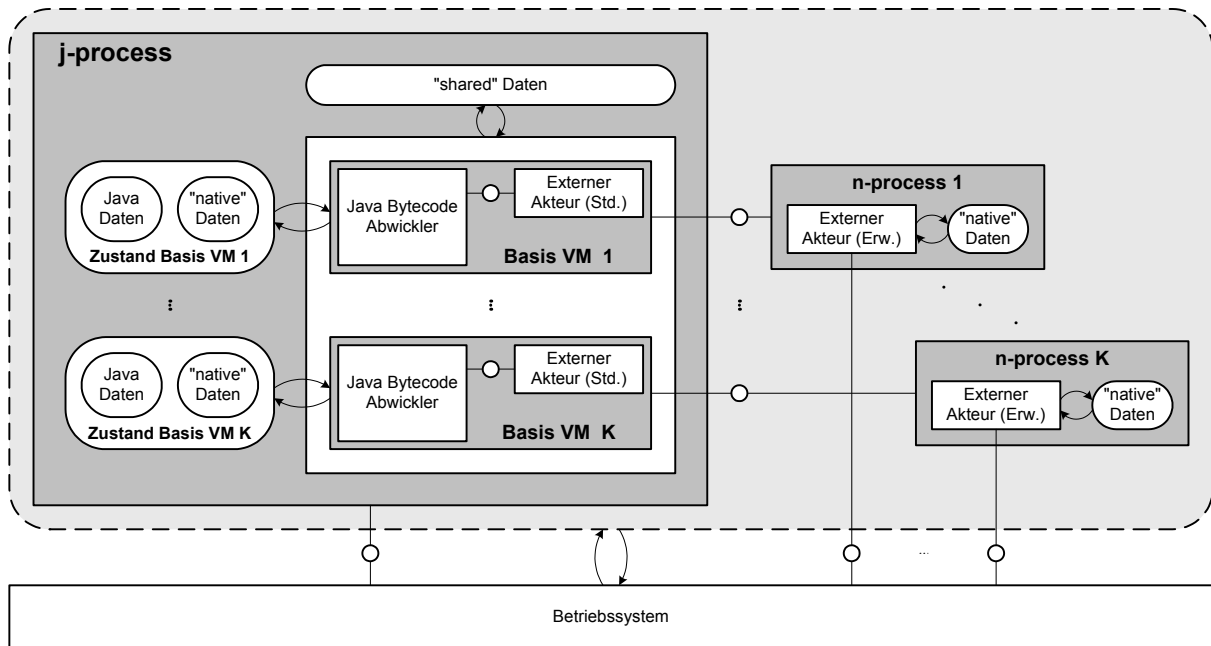 j-process
"shared" Daten
Java
Daten
"native"
Daten
Zustand Basis VM 1
Java Bytecode
Abwickler
Externer
Akteur (Std.)
Basis VM 1
n-process 1
Externer
Akteur (Erw.)
"native"
Daten
...
...
...
...
Java
Daten
"native"
Daten
Zustand Basis VM K
Java Bytecode
Abwickler
Externer
Akteur (Std.)
Basis VM K
n-process K
Externer
Akteur (Erw.)
"native"
Daten
...
Betriebssystem